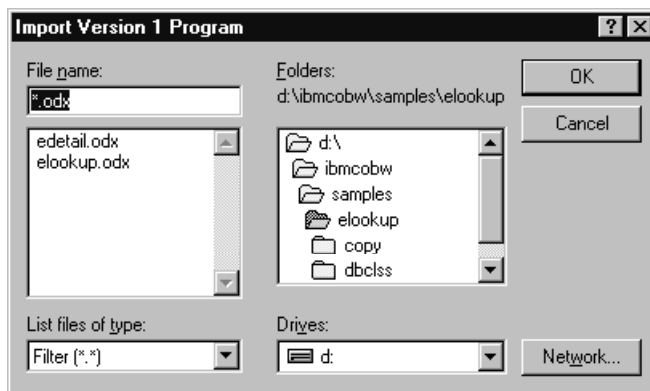 Import Version 1 Program
File name:
*.odx
edetail.odx
elookup.odx
List files of type:
Filter (*.*)
Folders:
d:\ibmcobw\samples\elookup
d:\
ibmcobw
samples
elookup
copy
dbclss
Drives:
d:
OK
Cancel
Network...